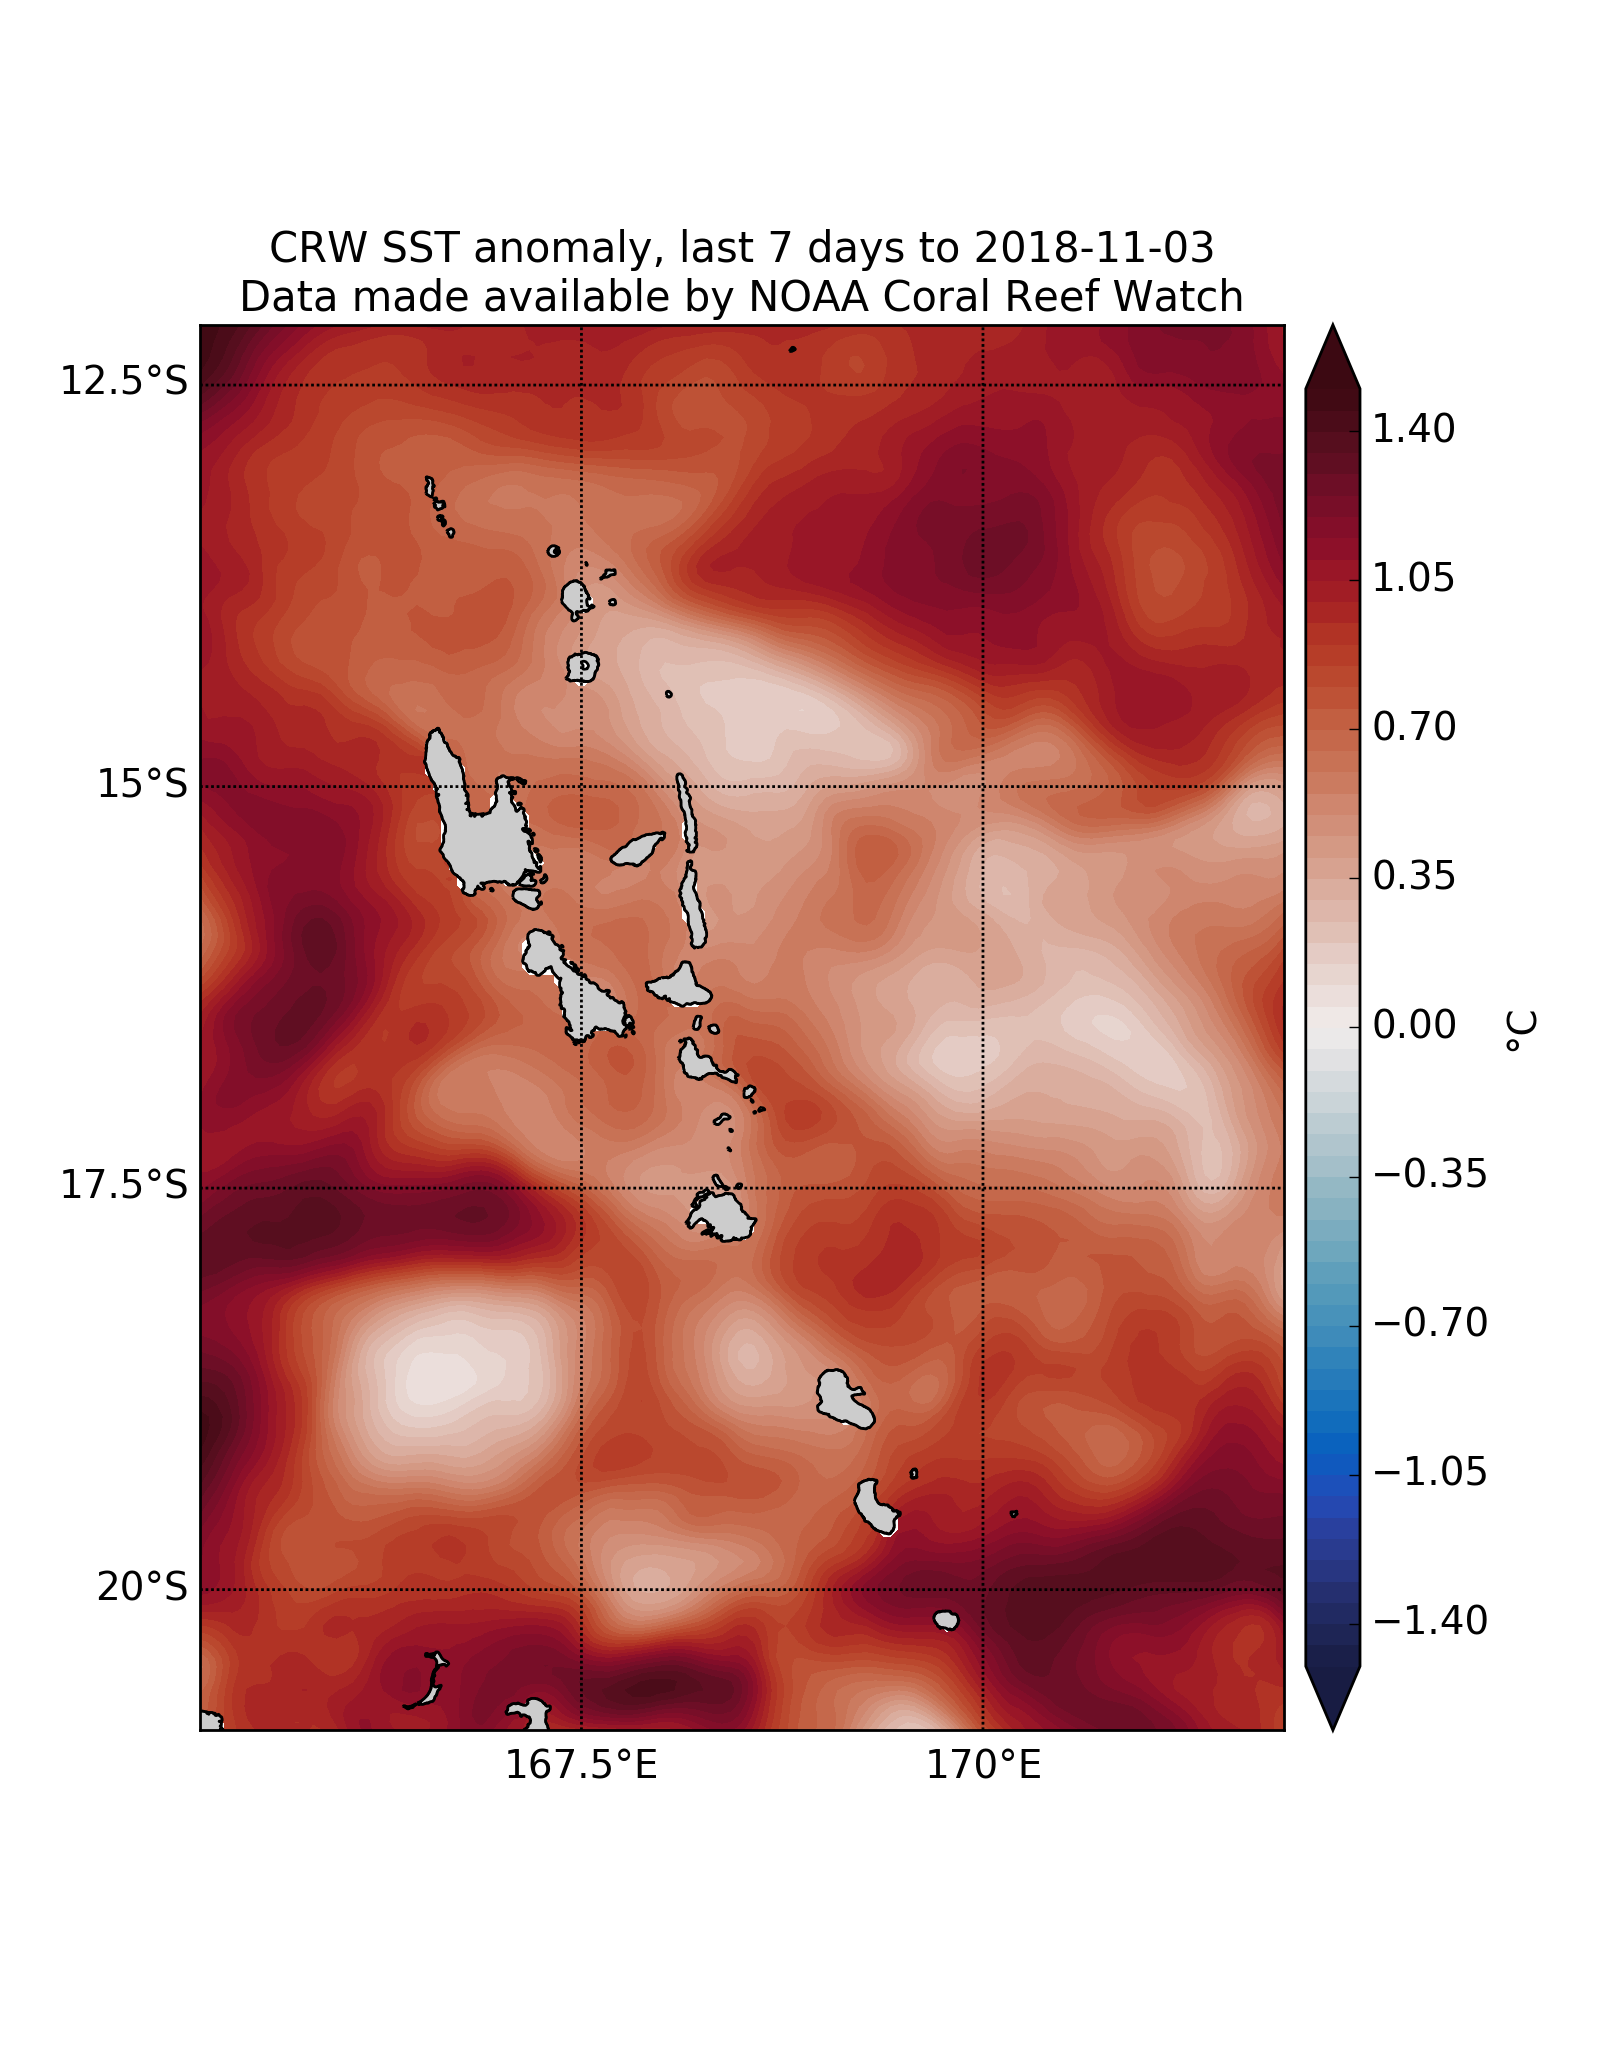 CRW SST anomaly, last 7 days to 2018-11-03
Data made available by NOAA Coral Reef Watch
12.5°S
15°S
17.5°S
20°S
167.5°E
170°E
1.40
1.05
0.70
0.35
0.00
−0.35
−0.70
−1.05
−1.40
°C